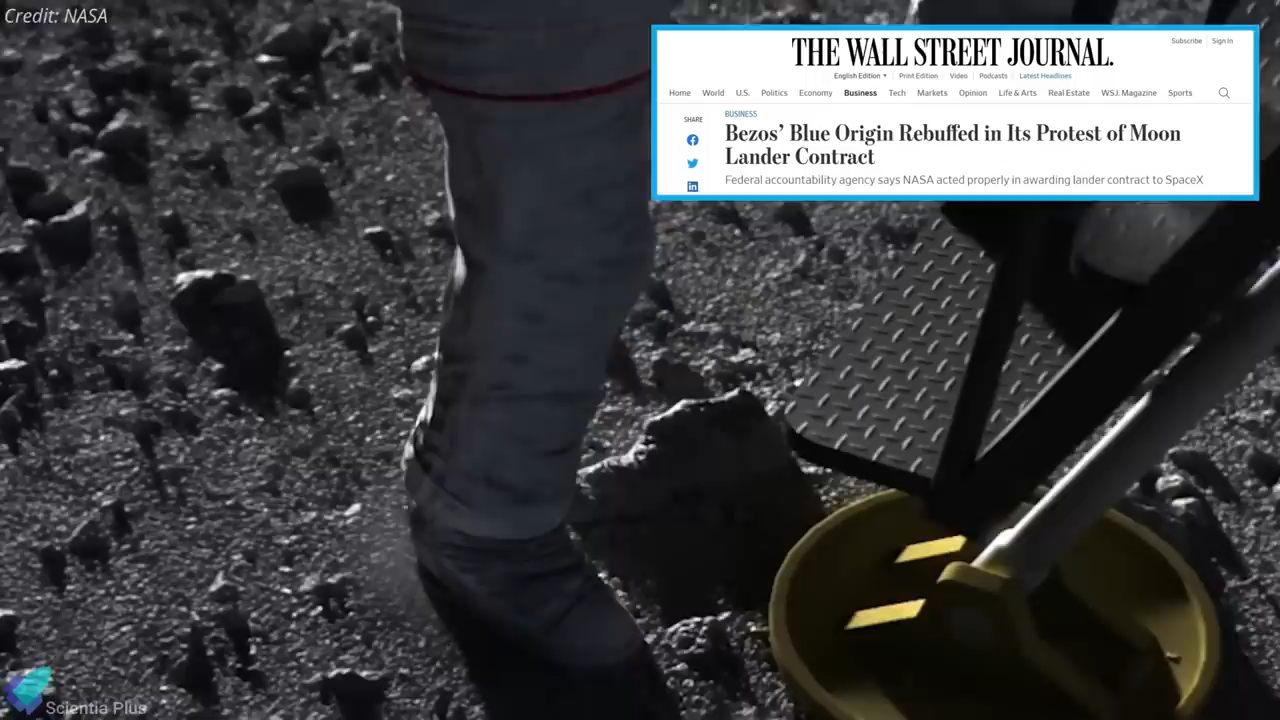 Credit: NASA
THE WALL STREET JOURNAL.
Subscribe Sign In
English Edition Print Edition Video Podcasts Latest Headlines
Home World U.S. Politics Economy Business Tech Markets Opinion Life & Arts Real Estate WSJ. Magazine Sports
SHARE
BUSINESS
Bezos’ Blue Origin Rebuffed in Its Protest of Moon
Lander Contract
Federal accountability agency says NASA acted properly in awarding lander contract to SpaceX
Scientia Plus